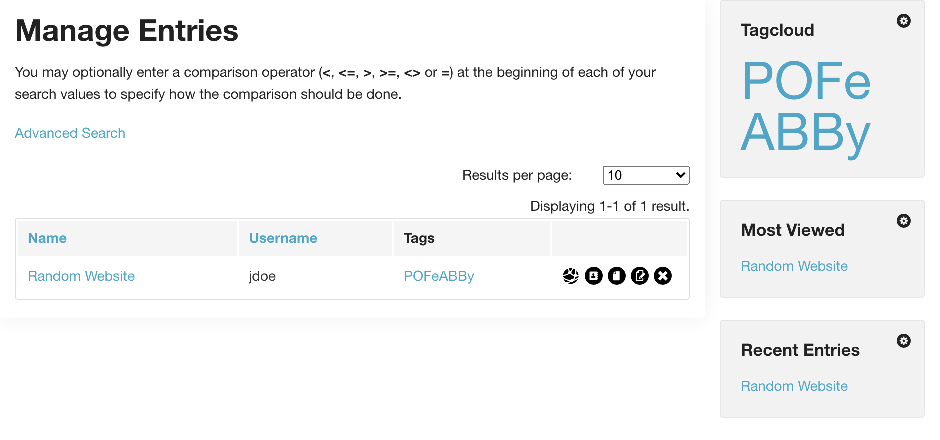 Manage Entries
You may optionally enter a comparison operator (<, <=, >, >=, <> or =) at the beginning of each of your
search values to specify how the comparison should be done.
Advanced Search
Results per page: 10
Displaying 1-1 of 1 result.
Name Username Tags
Random Website jdoe POFeABBy
Tagcloud
POFe
ABBy
Most Viewed
Random Website
Recent Entries
Random Website